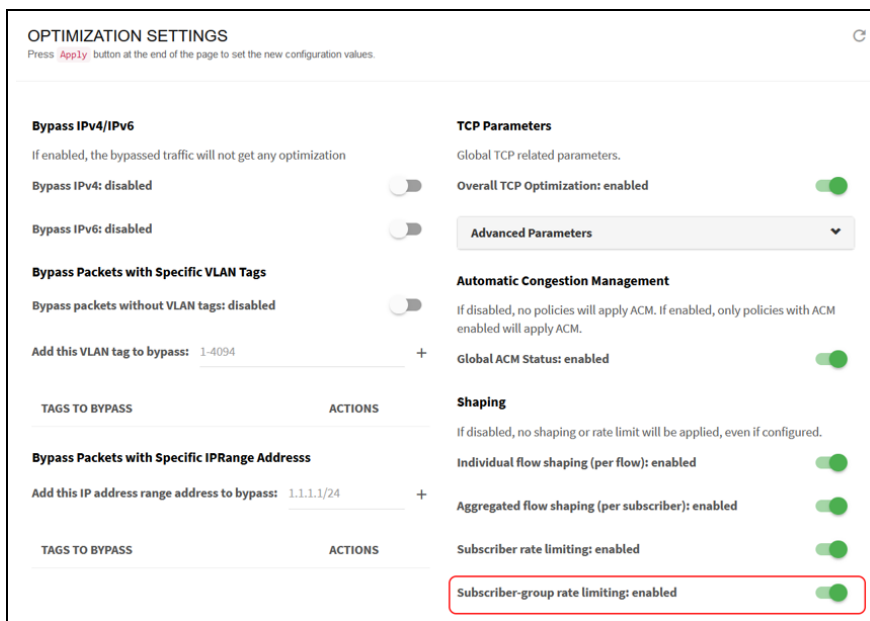 OPTIMIZATION SETTINGS
Press Apply button at the end of the page to set the new configuration values.
Bypass IPv4/IPv6
If enabled, the bypassed traffic will not get any optimization
Bypass IPv4: disabled
Bypass IPv6: disabled
Bypass Packets with Specific VLAN Tags
Bypass packets without VLAN tags: disabled
Add this VLAN tag to bypass: 1-4094 +
TAGS TO BYPASS ACTIONS
Bypass Packets with Specific IPRange Addresss
Add this IP address range address to bypass: 1.1.1.1/24 +
TAGS TO BYPASS ACTIONS
TCP Parameters
Global TCP related parameters.
Overall TCP Optimization: enabled
Advanced Parameters
Automatic Congestion Management
If disabled, no policies will apply ACM. If enabled, only policies with ACM
enabled will apply ACM.
Global ACM Status: enabled
Shaping
If disabled, no shaping or rate limit will be applied, even if configured.
Individual flow shaping (per flow): enabled
Aggregated flow shaping (per subscriber): enabled
Subscriber rate limiting: enabled
Subscriber-group rate limiting: enabled